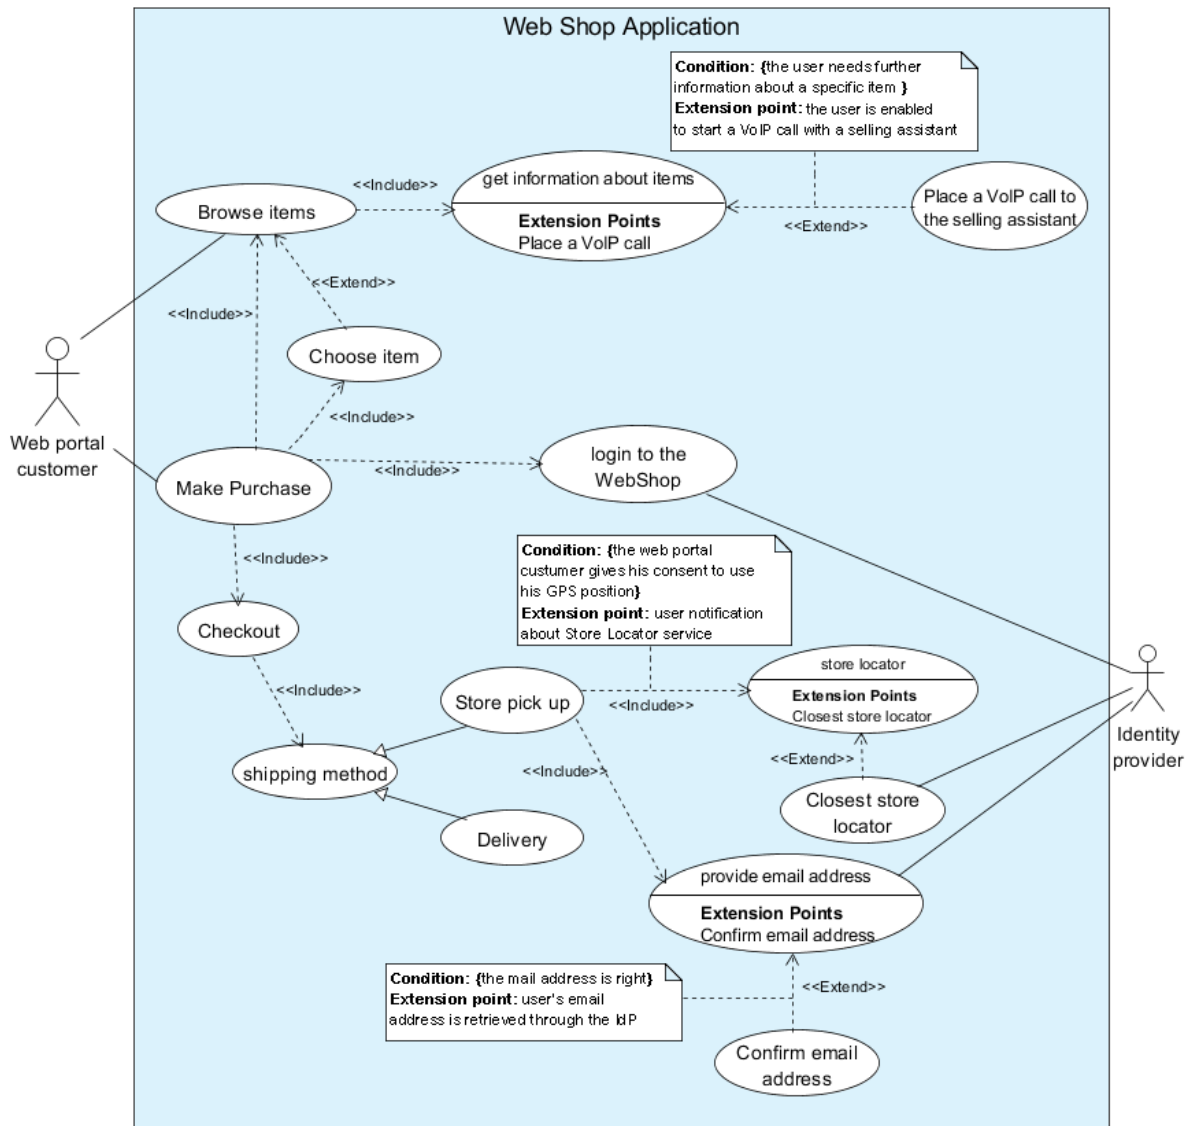 Web Shop Application
Condition: {the user needs further
information about a specific item }
Extension point: the user is enabled
to start a VoIP call with a selling assistant
<<Include>>
get information about items
Extension Points
Place a VoIP call
Place a VoIP call to
the selling assistant
<<Extend>>
Browse items
<<Extend>>
<<Include>>
Choose item
<<Include>>
Web portal
customer
Make Purchase
<<Include>>
login to the
WebShop
<<Include>>
Condition: {the web portal
custumer gives his consent to use
his GPS position}
Extension point: user notification
about Store Locator service
Checkout
<<Include>>
Store pick up
<<Include>>
store locator
Extension Points
Closest store locator
Identity
provider
<<Extend>>
<<Include>>
shipping method
Closest store
locator
Delivery
provide email address
Extension Points
Confirm email address
Condition: {the mail address is right}
Extension point: user's email
address is retrieved through the IdP
<<Extend>>
Confirm email
address